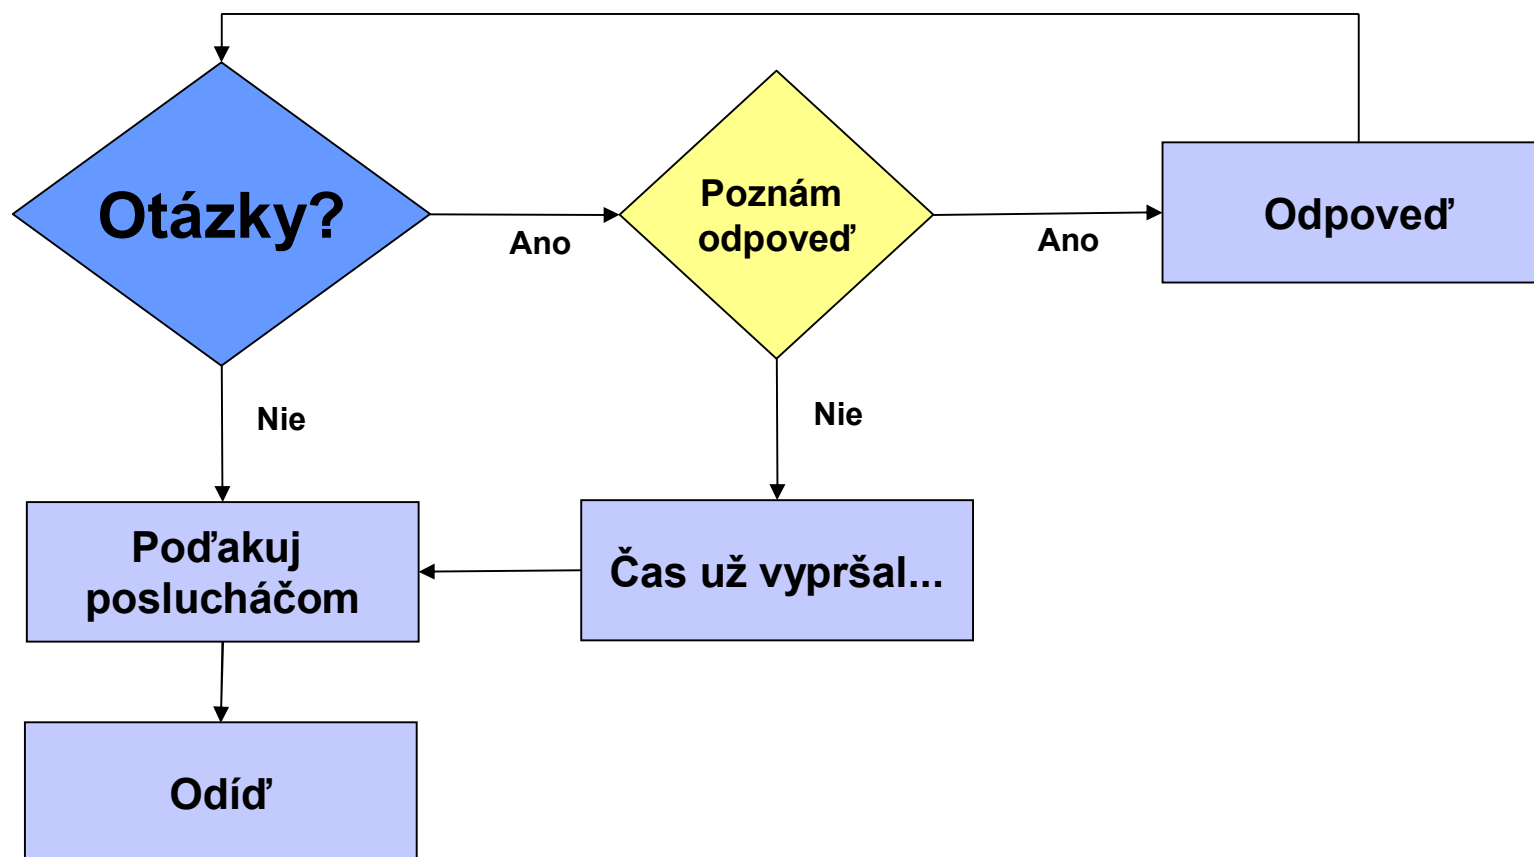 Otázky?
Ano
Poznám
odpoveď
Ano
Odpoveď
Nie
Nie
Poďakuj
poslucháčom
Čas už vypršal...
Odíď